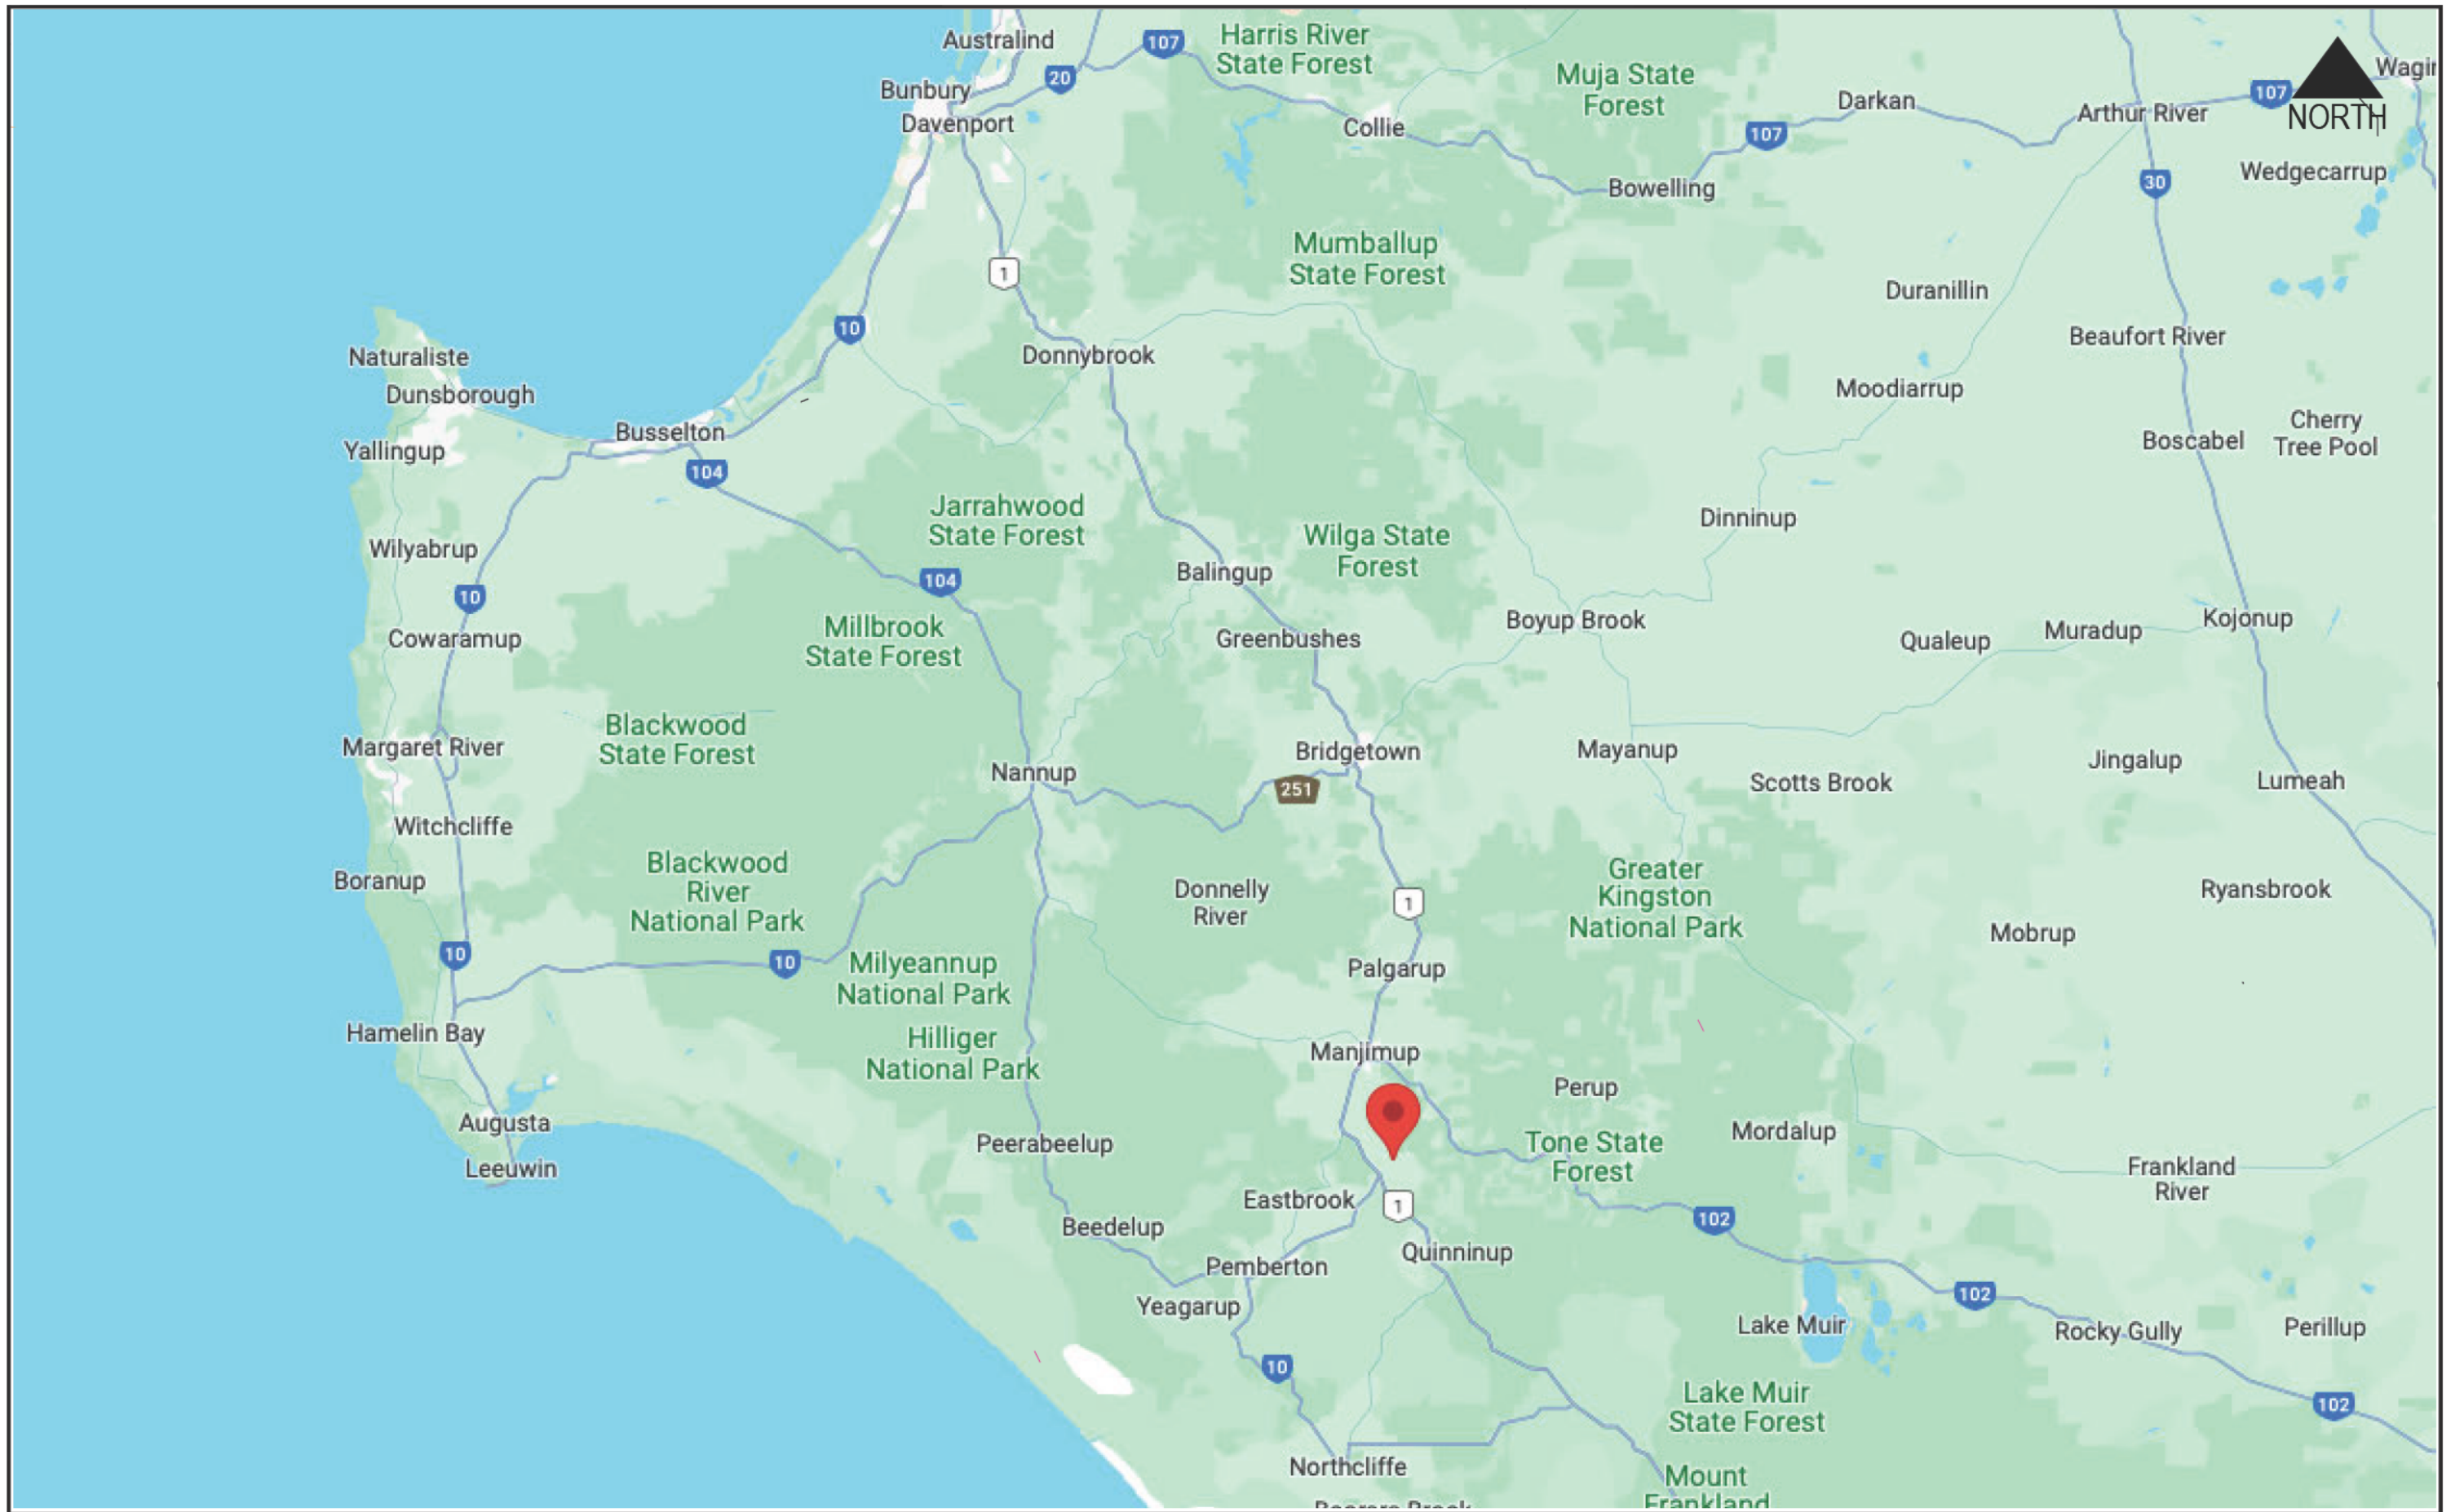 Australind
107
Harris River
State Forest
20
Bunbury
Davenport
Muja State
Forest
Collie
107
Darkan
Arthur River
107
NORTH
Bowelling
30
Wedgecarrup
Mumballup
State Forest
1
Duranillin
10
Donnybrook
Beaufort River
Naturaliste
Dunsborough
Moodiarrup
Busselton
Yallingup
104
Boscabel
Cherry
Tree Pool
Jarrahwood
State Forest
Wilga State
Forest
Dinninup
Wilyabrup
10
104
Balingup
Millbrook
State Forest
Cowaramup
Greenbushes
Boyup Brook
Qualeup
Muradup
Kojonup
Blackwood
State Forest
Margaret River
Nannup
Bridgetown
251
Mayanup
Scotts Brook
Jingalup
Lumeah
Witchcliffe
Blackwood
River
National Park
Boranup
Donnelly
River
1
Greater
Kingston
National Park
Ryansbrook
10
10
Milyeannup
National Park
Palgarup
Mobrup
Hamelin Bay
Hilliger
National Park
Manjimup
Perup
Augusta
Leeuwin
Peerabeelup
Tone State
Forest
Mordalup
Frankland
River
Eastbrook
1
102
Beedelup
Pemberton
Quinninup
102
Yeagarup
Lake Muir
Rocky Gully
Perillup
10
Lake Muir
State Forest
102
Northcliffe
Mount
Frankland